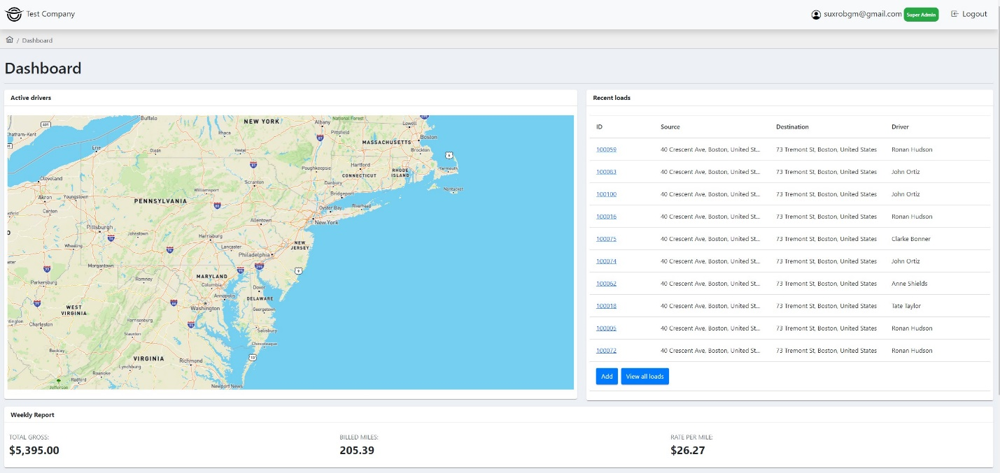 Test Company
suxrobgm@gmail.com Super Admin Logout
/ Dashboard
Dashboard
Active drivers
Buffalo
NEW YORK
Albany
National Forest
Lowell
401
Chatham-Kent
Ithaca
Pittsfield
Boston
87
MASSACHUSETTS
Erie
Olean
Vestal
Brockton
6
Poughkeepsie
Hartford
RHODE
ISLAND
Yarmouth
CONNECTICUT
Cleveland
Scranton
Danbury
Nantucket
Akron
Youngstown
Williamsport
Bridgeport
Canton
PENNSYLVANIA
Oyster Bay
Riverhead
Allentown
New York
Pittsburgh
Johnstown
Harrisburg
NEW
JERSEY
Wheeling
Lancaster
Philadelphia
Morgantown
77
95
9
Parkersburg
Romney
MARYLAND
Columbia
Dover
Annapolis
DELAWARE
WEST
VIRGINIA
Washington
Georgetown
Charleston
Harrisonburg
Salisbury
Staunton
Chincoteague
Beckley
VIRGINIA
Richmond
13
Lynchburg
Radford
Roanoke
Jefferson
Newport News
Recent loads
ID Source Destination Driver
100059 40 Crescent Ave, Boston, United St... 73 Tremont St, Boston, United States Ronan Hudson
100083 40 Crescent Ave, Boston, United St... 73 Tremont St, Boston, United States John Ortiz
100100 40 Crescent Ave, Boston, United St... 73 Tremont St, Boston, United States John Ortiz
100016 40 Crescent Ave, Boston, United St... 73 Tremont St, Boston, United States Ronan Hudson
100075 40 Crescent Ave, Boston, United St... 73 Tremont St, Boston, United States Clarke Bonner
100074 40 Crescent Ave, Boston, United St... 73 Tremont St, Boston, United States John Ortiz
100062 40 Crescent Ave, Boston, United St... 73 Tremont St, Boston, United States Anne Shields
100018 40 Crescent Ave, Boston, United St... 73 Tremont St, Boston, United States Tate Taylor
100005 40 Crescent Ave, Boston, United St... 73 Tremont St, Boston, United States Ronan Hudson
100072 40 Crescent Ave, Boston, United St... 73 Tremont St, Boston, United States Ronan Hudson
Add View all loads
Weekly Report
TOTAL GROSS: BILLED MILES: RATE PER MILE:
$5,395.00 205.39 $26.27